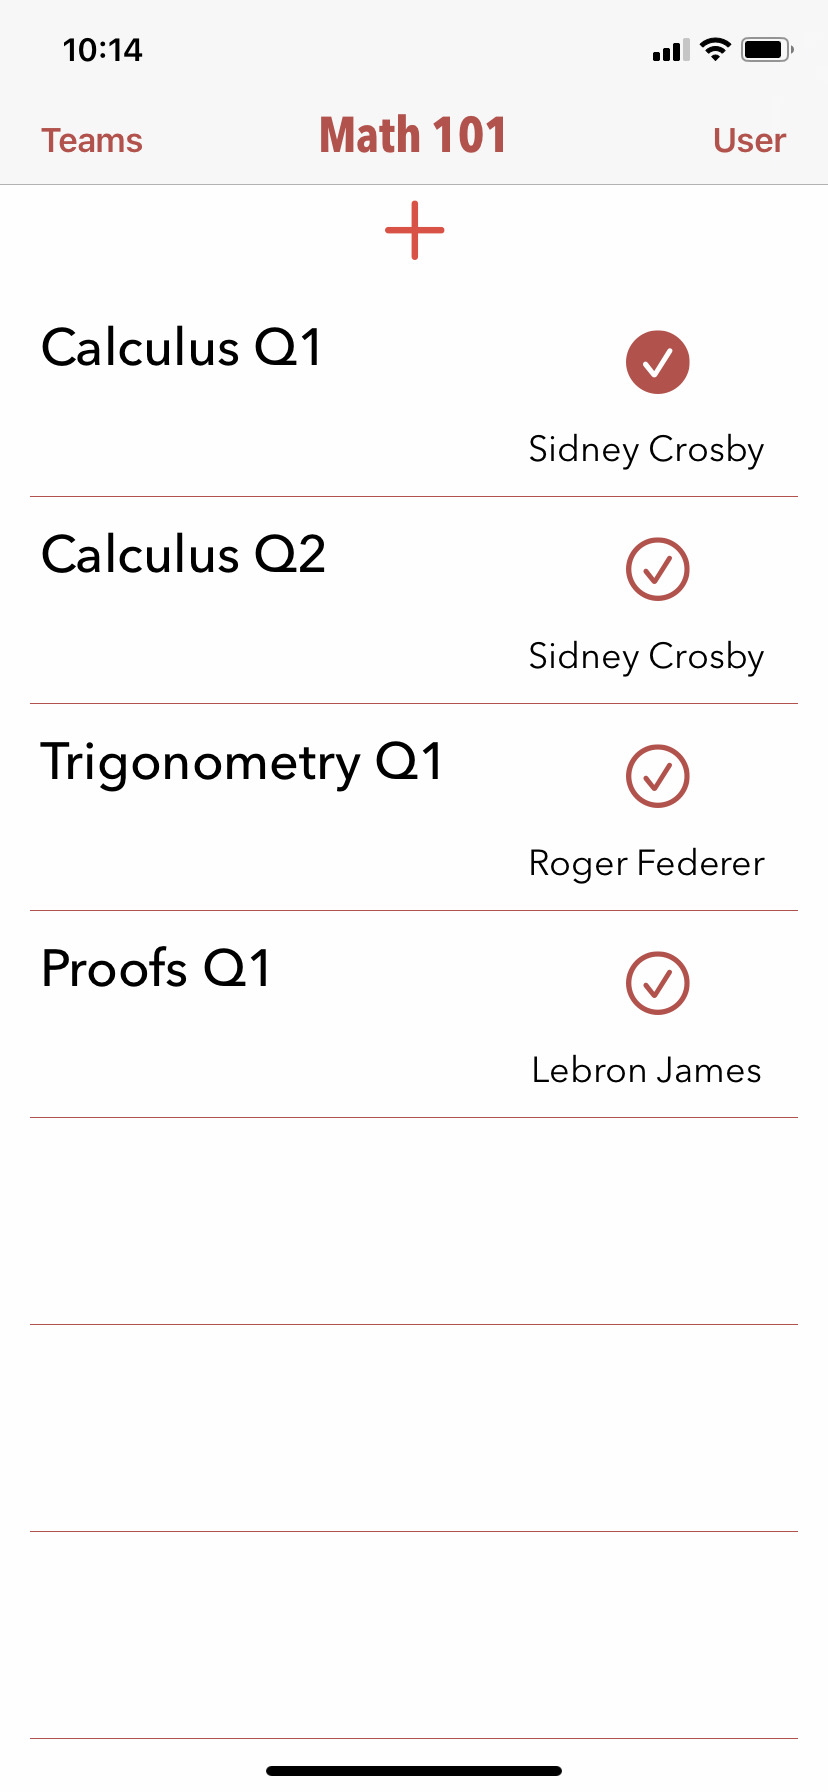 10:14
Teams
Math 101
User
Calculus Q1
Sidney Crosby
Calculus Q2
Sidney Crosby
Trigonometry Q1
Roger Federer
Proofs Q1
Lebron James